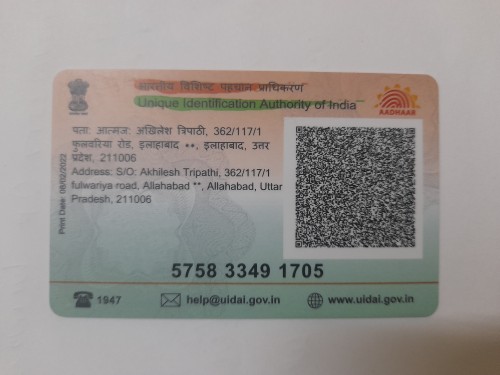 भारतीय विशिष्ट पहचान प्राधिकरण
Unique Identification Authority of India
AADHAAR
पता: आत्मज: अखिलेश त्रिपाठी, 362/117/1
फुलवरिया रोड, इलाहाबाद **, इलाहाबाद, उत्तर
प्रदेश, 211006
Address: S/O: Akhilesh Tripathi, 362/117/1
fulwariya road, Allahabad **, Allahabad, Uttar
Pradesh, 211006
Print Date: 08/02/2022
5758 3349 1705
1947
help@uidai.gov.in
www.uidai.gov.in